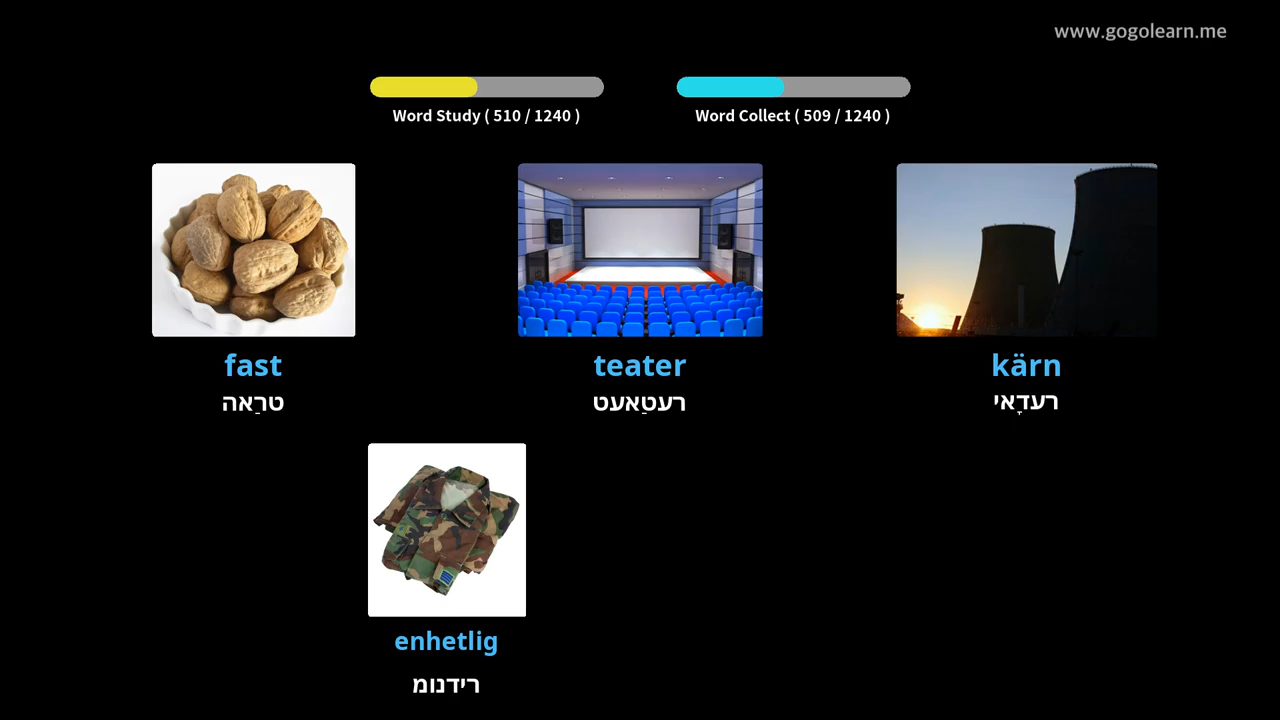 www.gogolearn.me
Word Study ( 510 / 1240 )
Word Collect ( 509 / 1240 )
fast
טרַאה
teater
רעטַאעט
kärn
רעדָאי
enhetlig
רידנומ